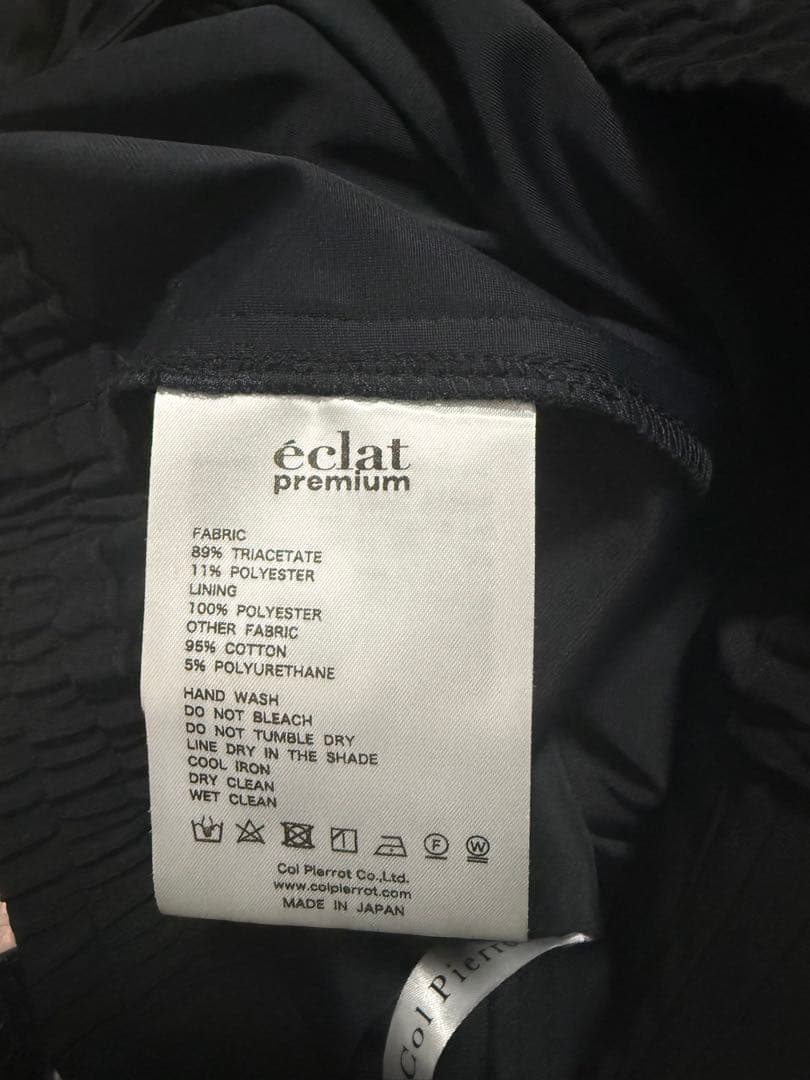 éclat
premium
FABRIC
89% TRIACETATE
11% POLYESTER
LINING
100% POLYESTER
OTHER FABRIC
95% COTTON
5% POLYURETHANE
HAND WASH
DO NOT BLEACH
DO NOT TUMBLE DRY
LINE DRY IN THE SHADE
COOL IRON
DRY CLEAN
WET CLEAN
F W
Col Pierrot Co.,Ltd.
www.colpierrot.com
MADE IN JAPAN
Col Pierr